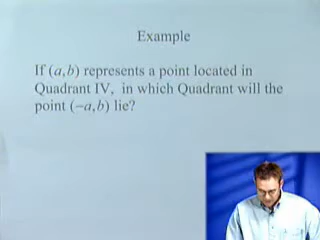 Example
If (a,b) represents a point located in
Quadrant IV, in which Quadrant will the
point (−a,b) lie?